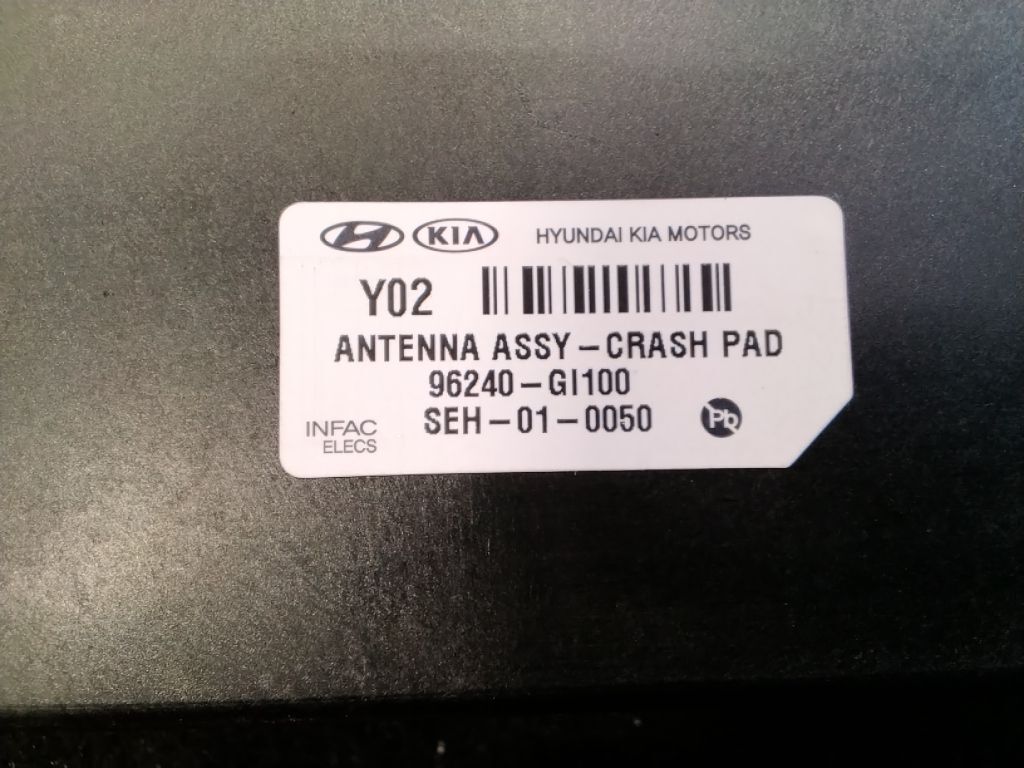 KIA HYUNDAI KIA MOTORS
Y02
ANTENNA ASSY-CRASH PAD
96240-GI100
SEH-01-0050
INFAC
ELECS
Pb